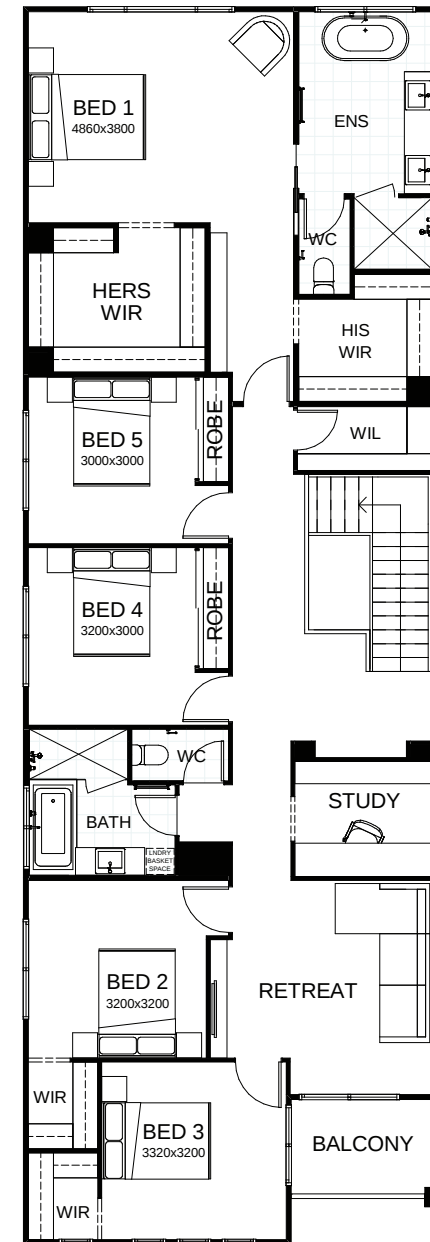 BED 1
4860x3800
ENS
WC
HERS
WIR
HIS
WIR
BED 5
3000x3000
ROBE
WIL
BED 4
3200x3000
ROBE
WC
BATH
LNDRY
BASKET
SPACE
STUDY
BED 2
3200x3200
RETREAT
WIR
BED 3
3320x3200
BALCONY
WIR